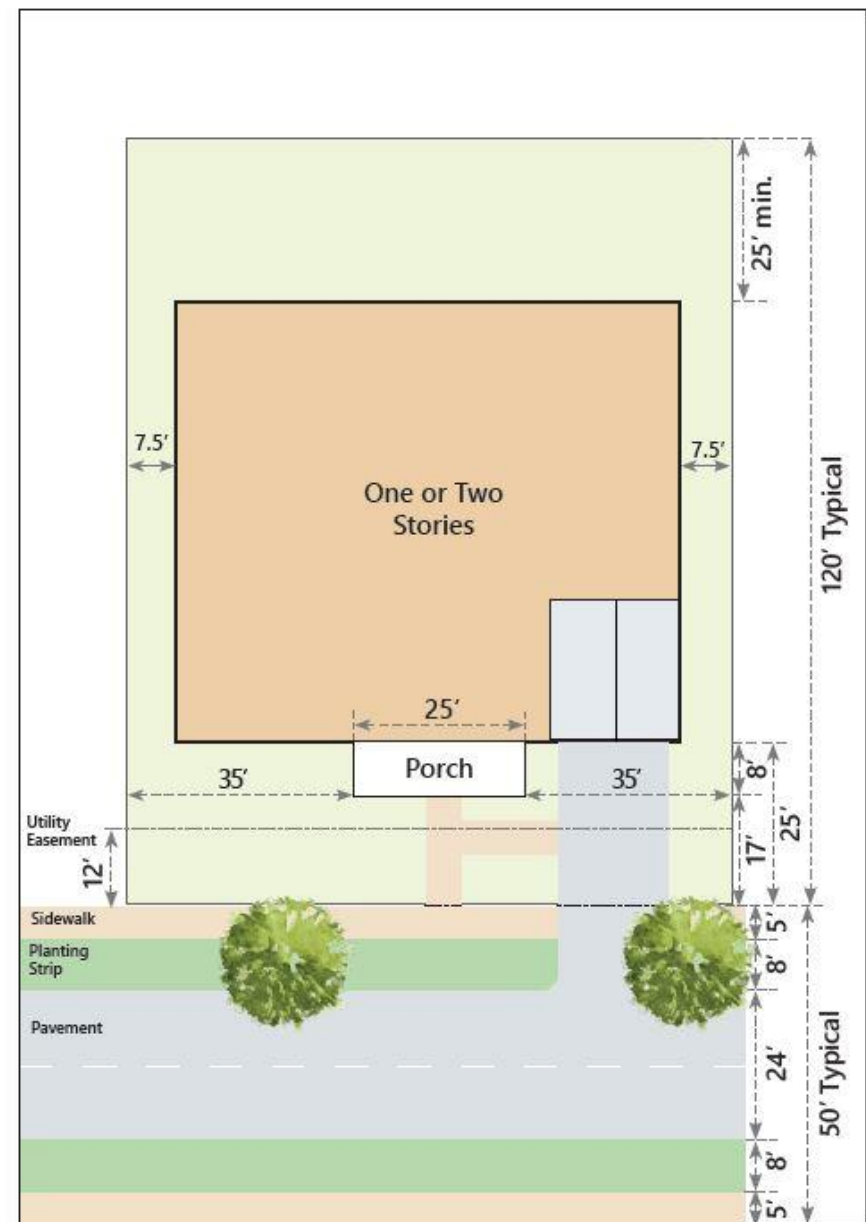 25′ min.
7.5′
7.5′
One or Two
Stories
120′ Typical
25′
Porch
35′
35′
8′
25′
17′
Utility
Easement
12′
Sidewalk
5′
Planting
Strip
8′
Pavement
24′
50′ Typical
8′
5′